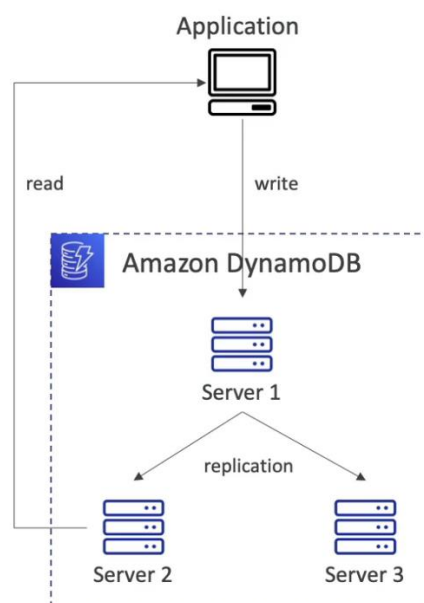 Application
read
write
Amazon DynamoDB
Server 1
replication
Server 2
Server 3